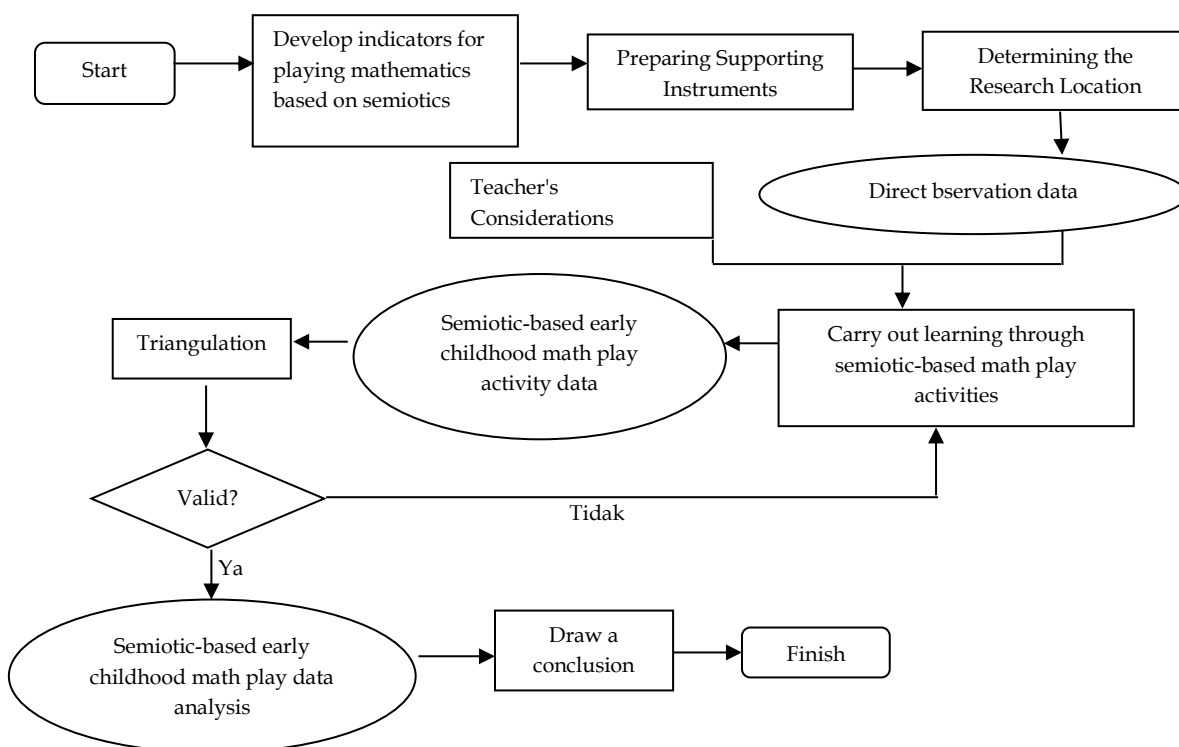 Start
Develop indicators for
playing mathematics
based on semiotics
Preparing Supporting
Instruments
Determining the
Research Location
Teacher's
Considerations
Direct bservation data
Semiotic-based early
childhood math play
activity data
Triangulation
Carry out learning through
semiotic-based math play
activities
Valid?
Tidak
Ya
Semiotic-based early
childhood math play data
analysis
Draw a
conclusion
Finish